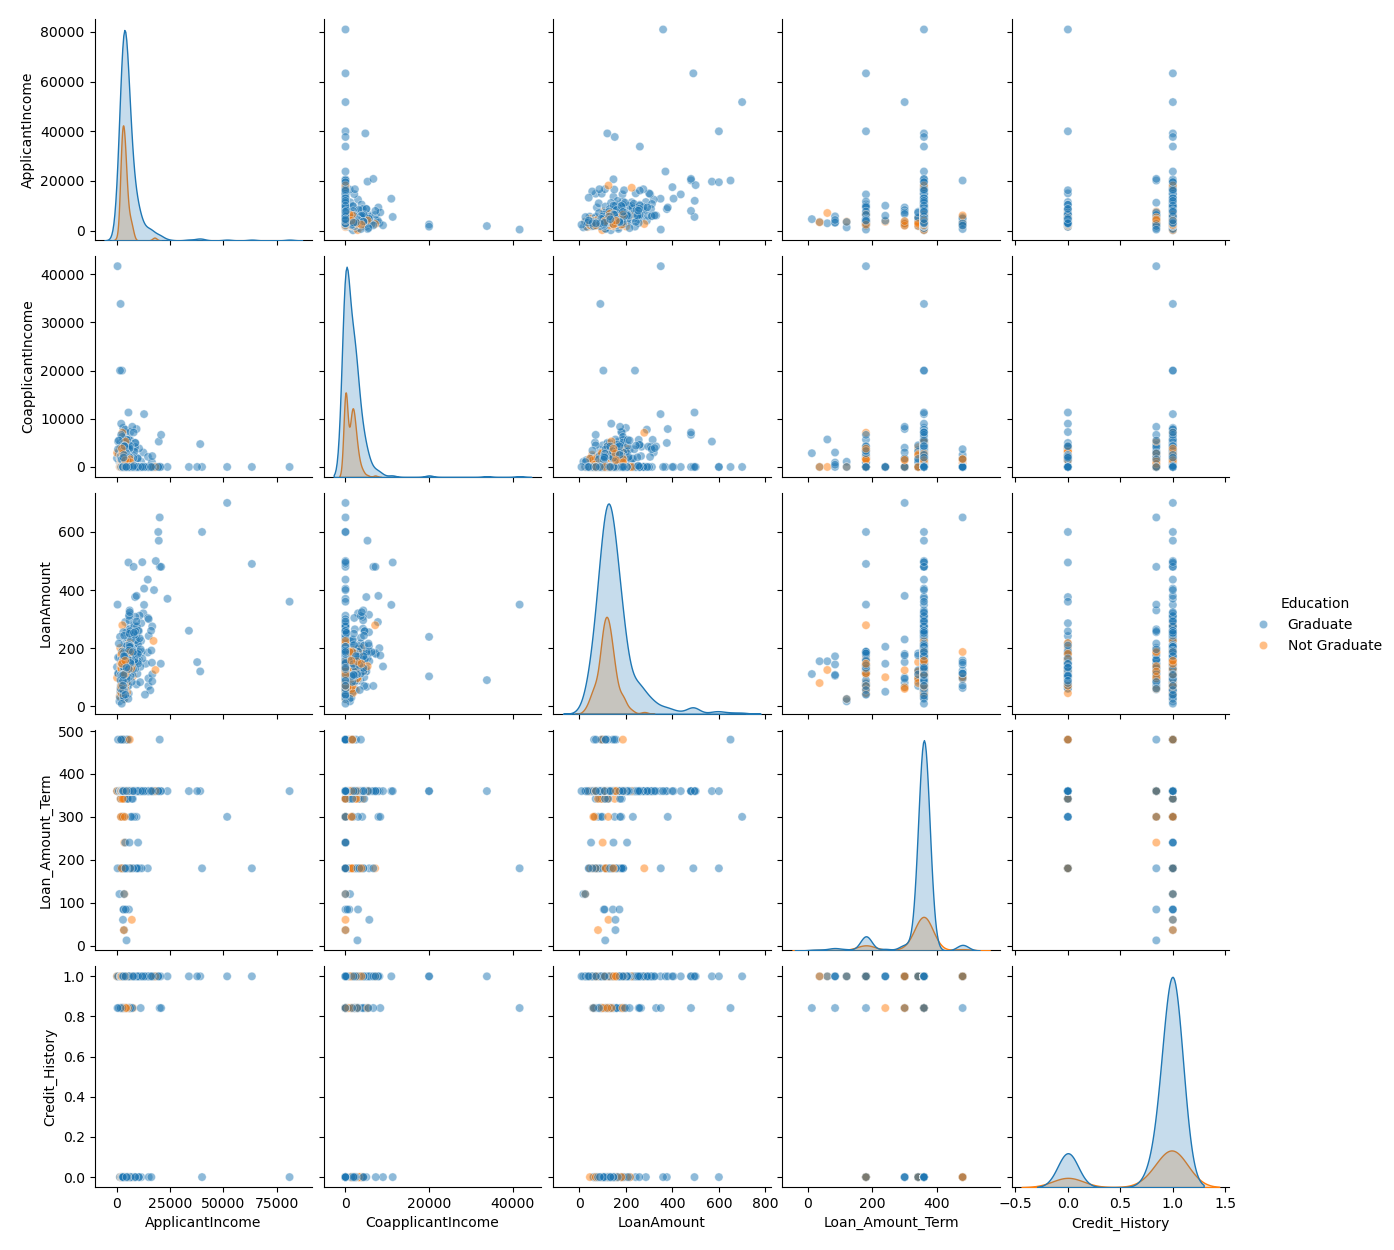 80000
60000
40000
20000
0
ApplicantIncome
40000
30000
20000
10000
0
CoapplicantIncome
600
400
200
0
LoanAmount
Education
Graduate
Not Graduate
500
400
300
200
100
0
Loan_Amount_Term
1.0
0.8
0.6
0.4
0.2
0.0
Credit_History
0 25000 50000 75000
ApplicantIncome
0 20000 40000
CoapplicantIncome
0 200 400 600 800
LoanAmount
0 200 400
Loan_Amount_Term
−0.5 0.0 0.5 1.0 1.5
Credit_History